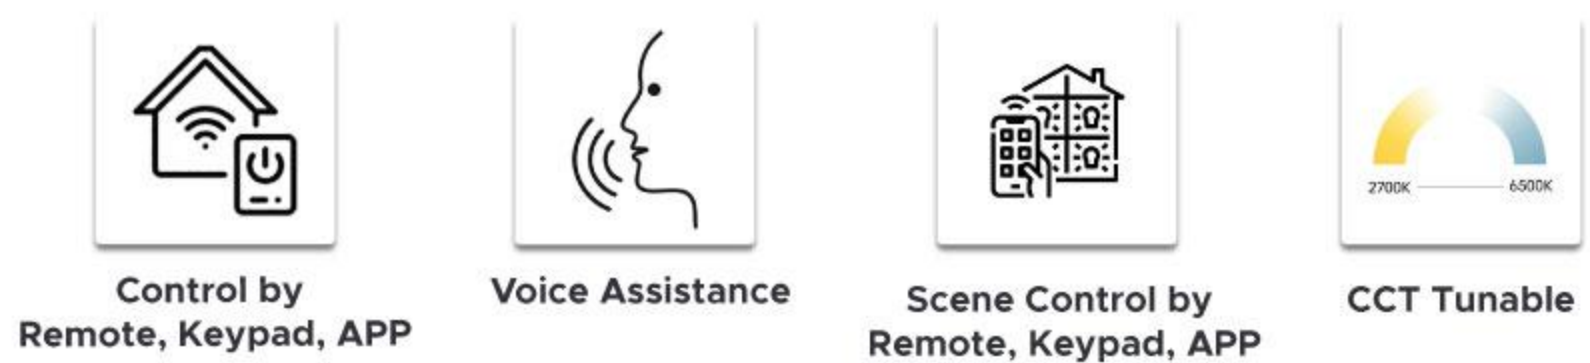 Control by
Remote, Keypad, APP
Voice Assistance
Scene Control by
Remote, Keypad, APP
2700K
6500K
CCT Tunable